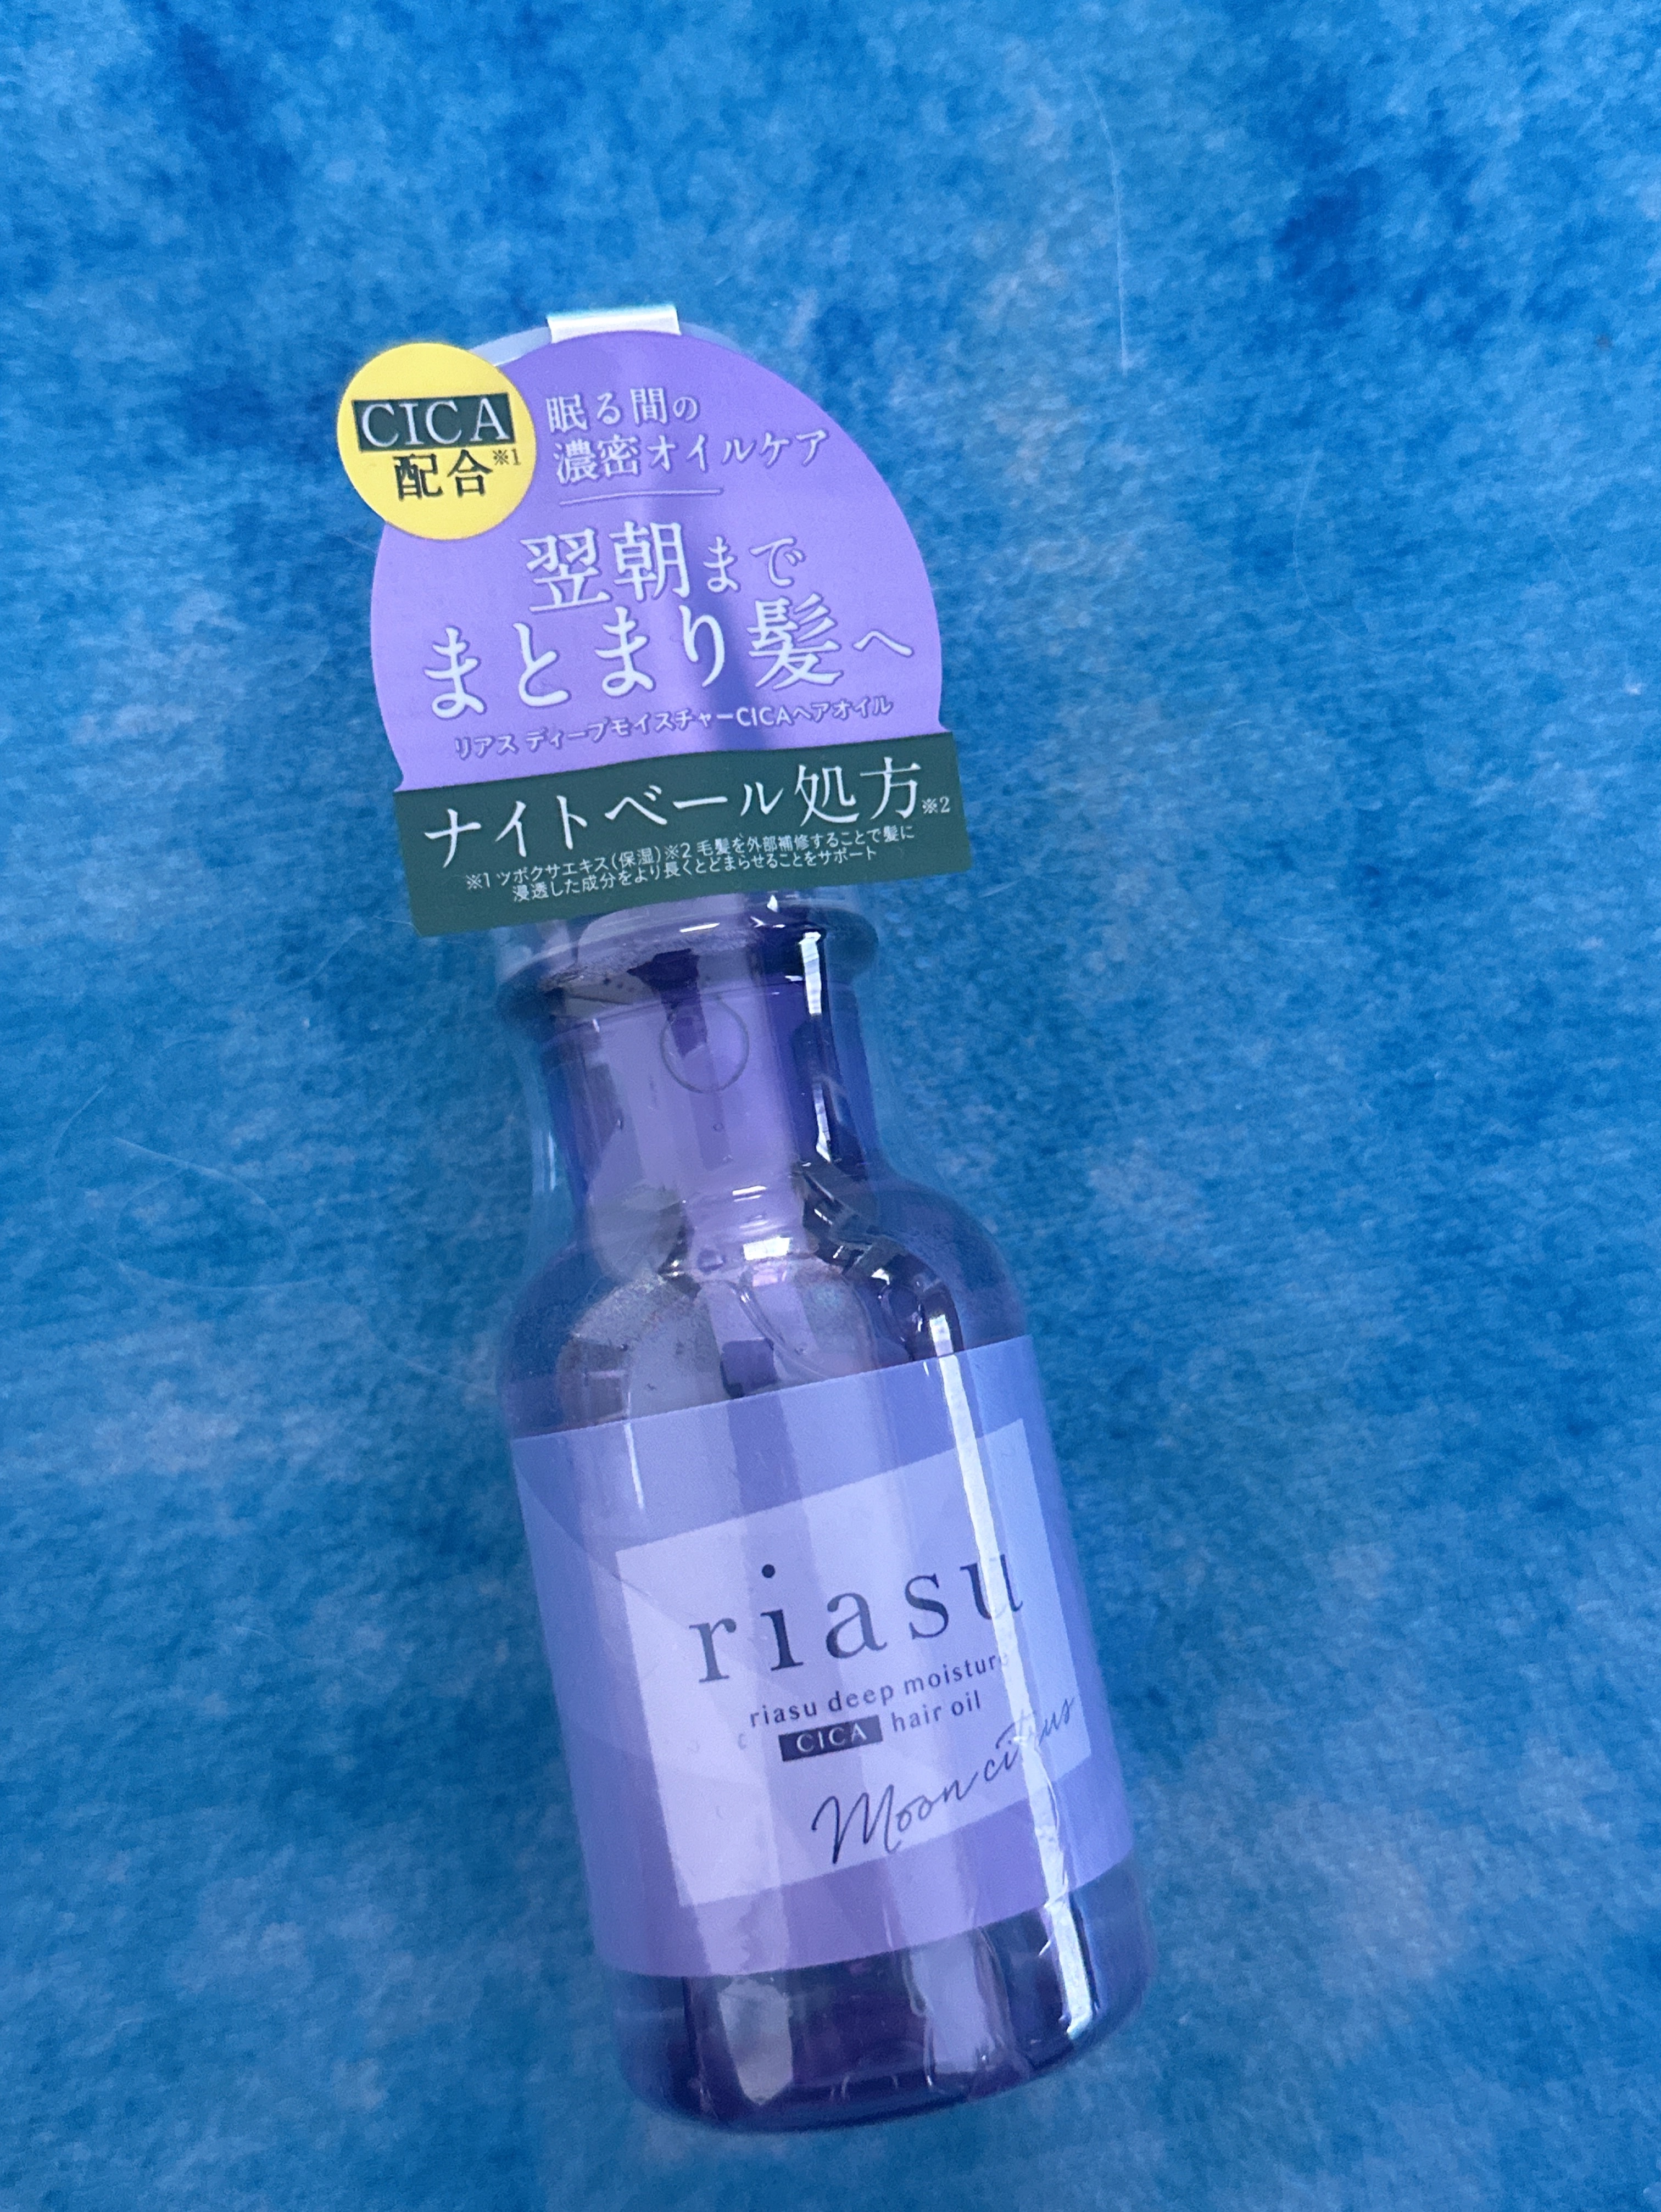 CICA
配合※1
眠る間の
濃密オイルケア
翌朝まで
まとまり髪へ
リアス ディープモイスチャーCICAヘアオイル
ナイトベール処方※2
※1 ツボクサエキス(保湿)※2 毛髪を外部補修することで髪に
浸透した成分をより長くとどまらせることをサポート
riasu
riasu deep moisture
CICA hair oil
Moon citrus